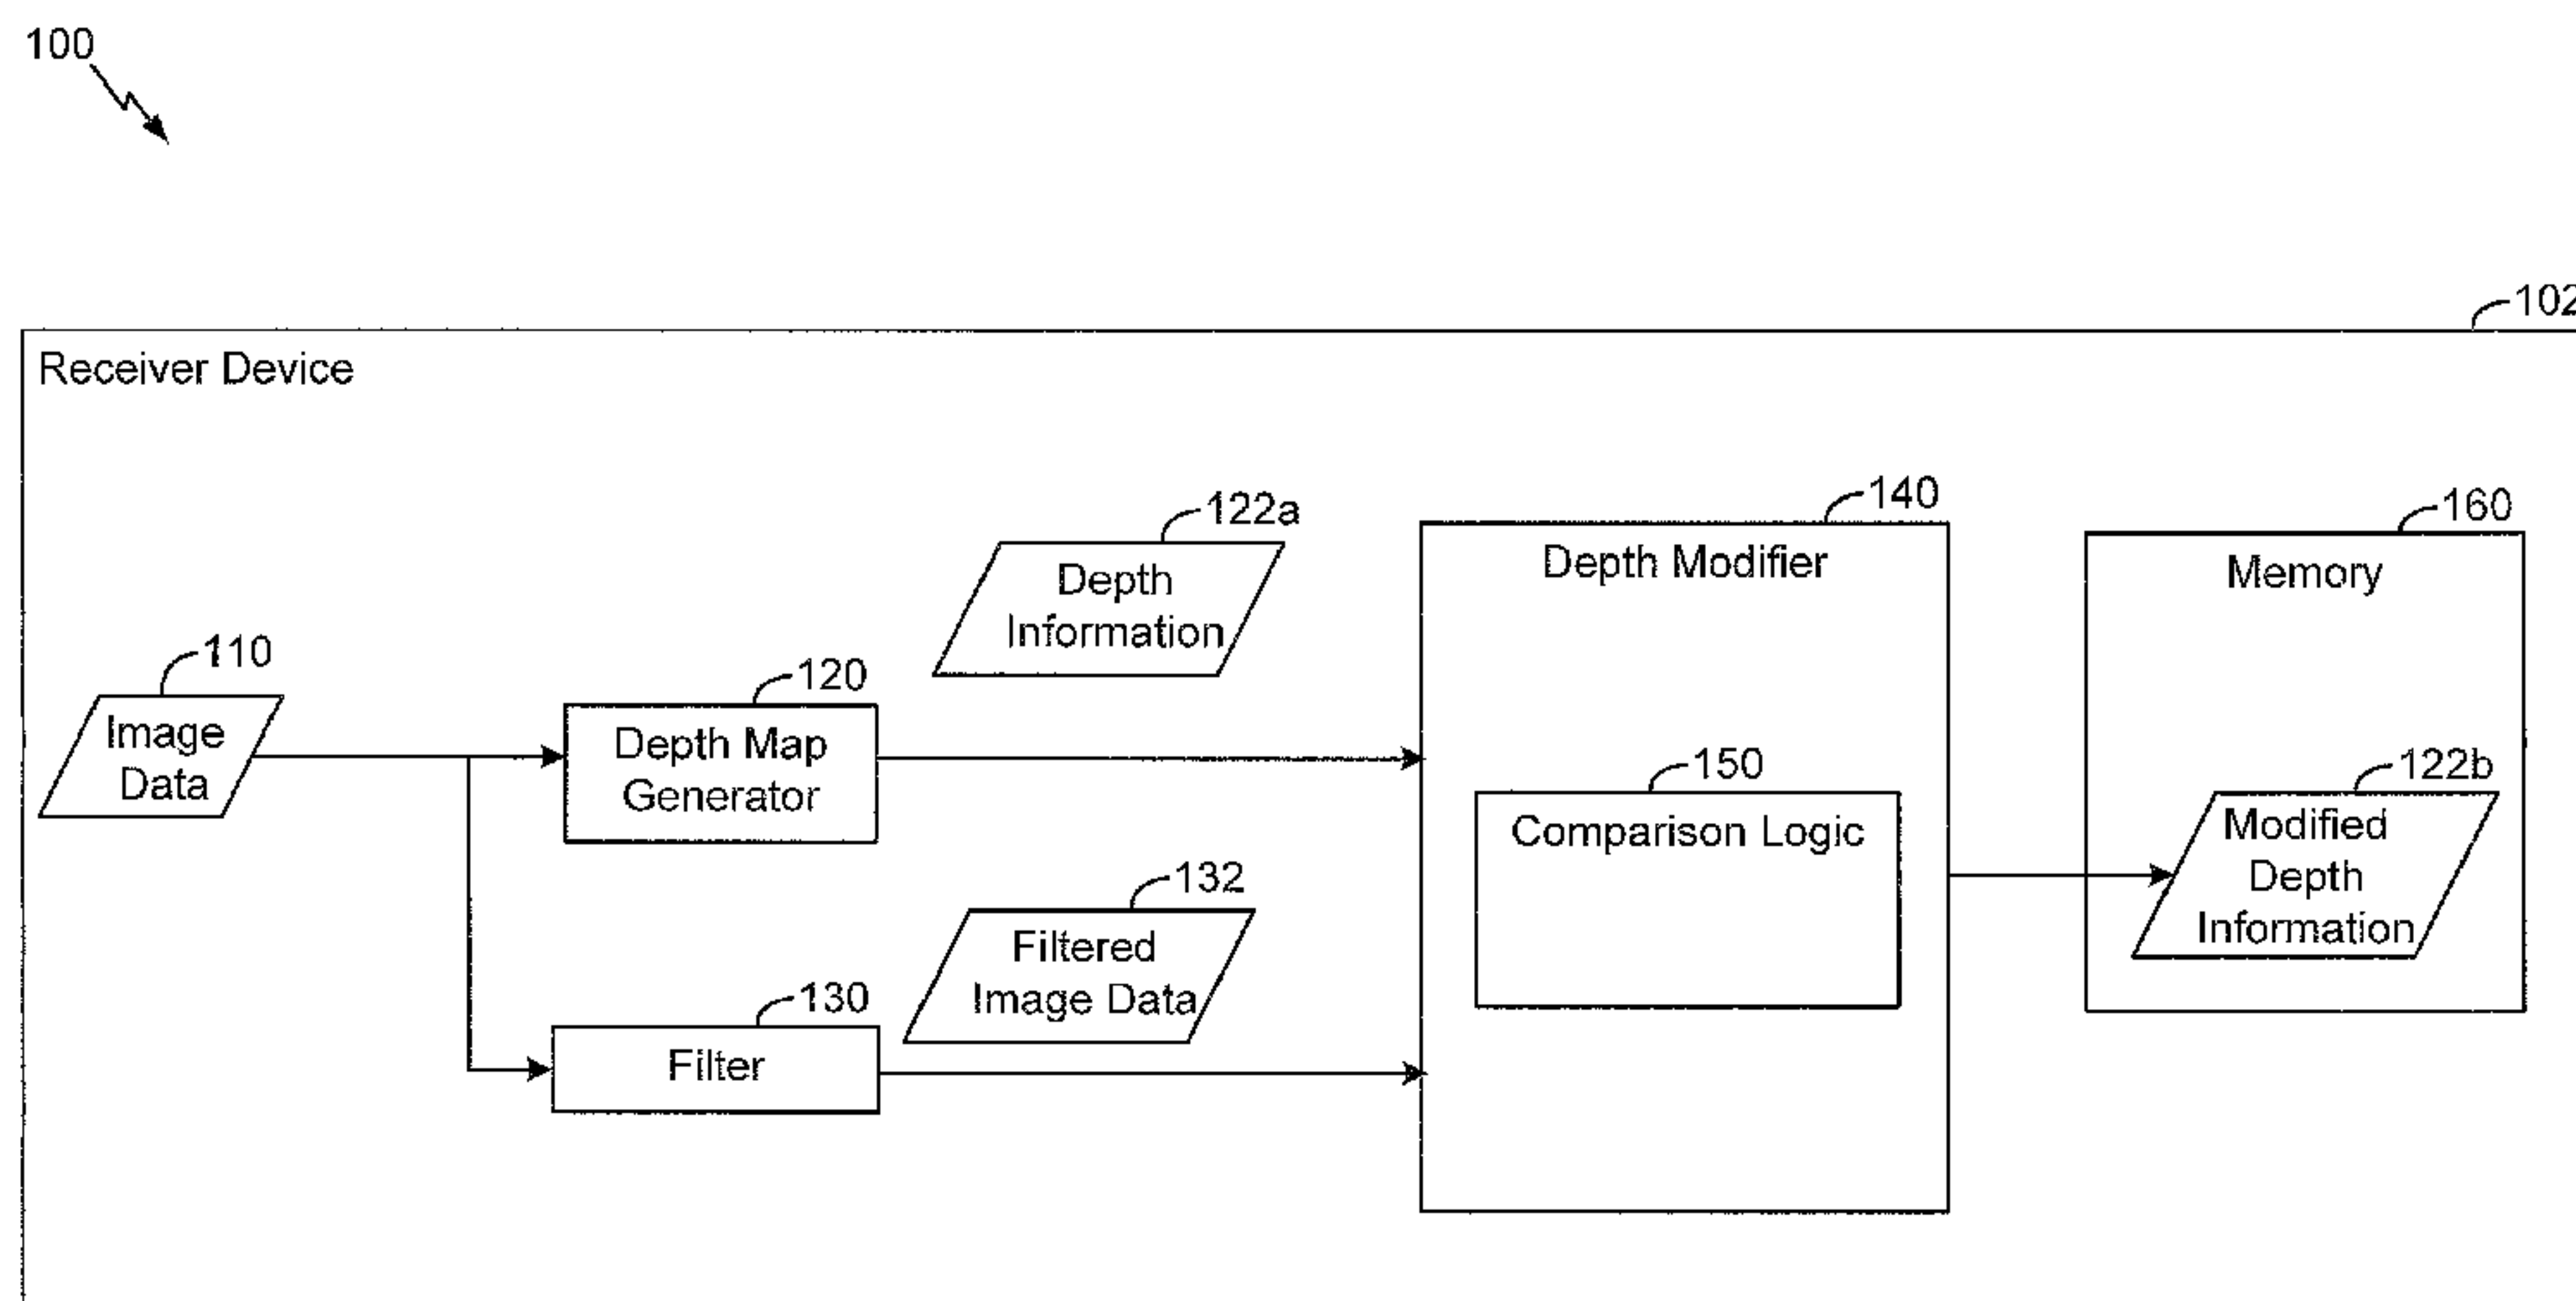 100
102
Receiver Device
122a
Depth
Information
140
Depth Modifier
160
Memory
110
Image
Data
120
Depth Map
Generator
150
Comparison Logic
122b
Modified
Depth
Information
132
Filtered
Image Data
130
Filter